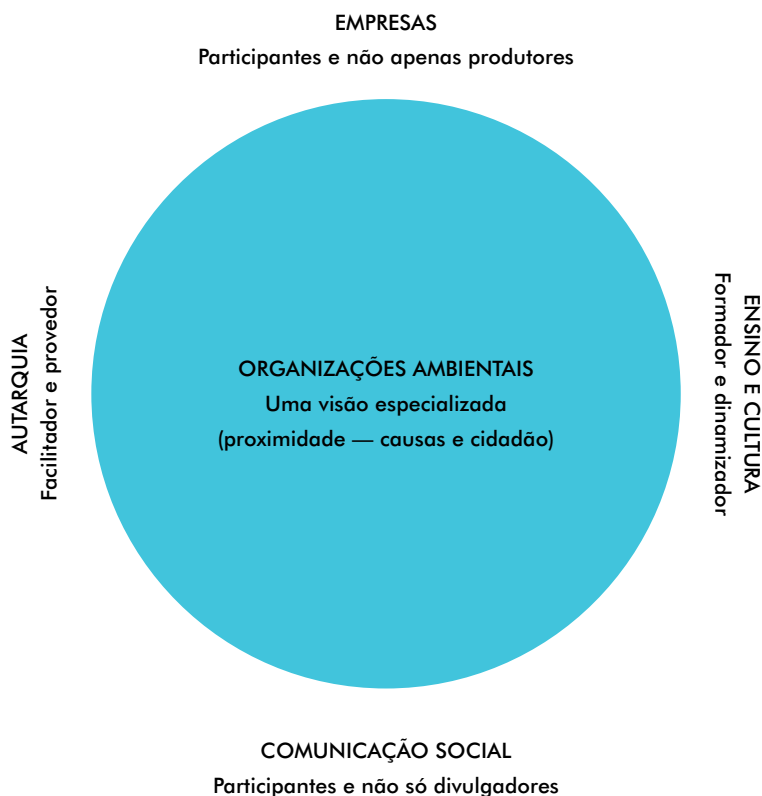 EMPRESAS
Participantes e não apenas produtores
AUTARQUIA
Facilitador e provedor
ORGANIZAÇÕES AMBIENTAIS
Uma visão especializada
(proximidade — causas e cidadão)
ENSINO E CULTURA
Formador e dinamizador
COMUNICAÇÃO SOCIAL
Participantes e não só divulgadores